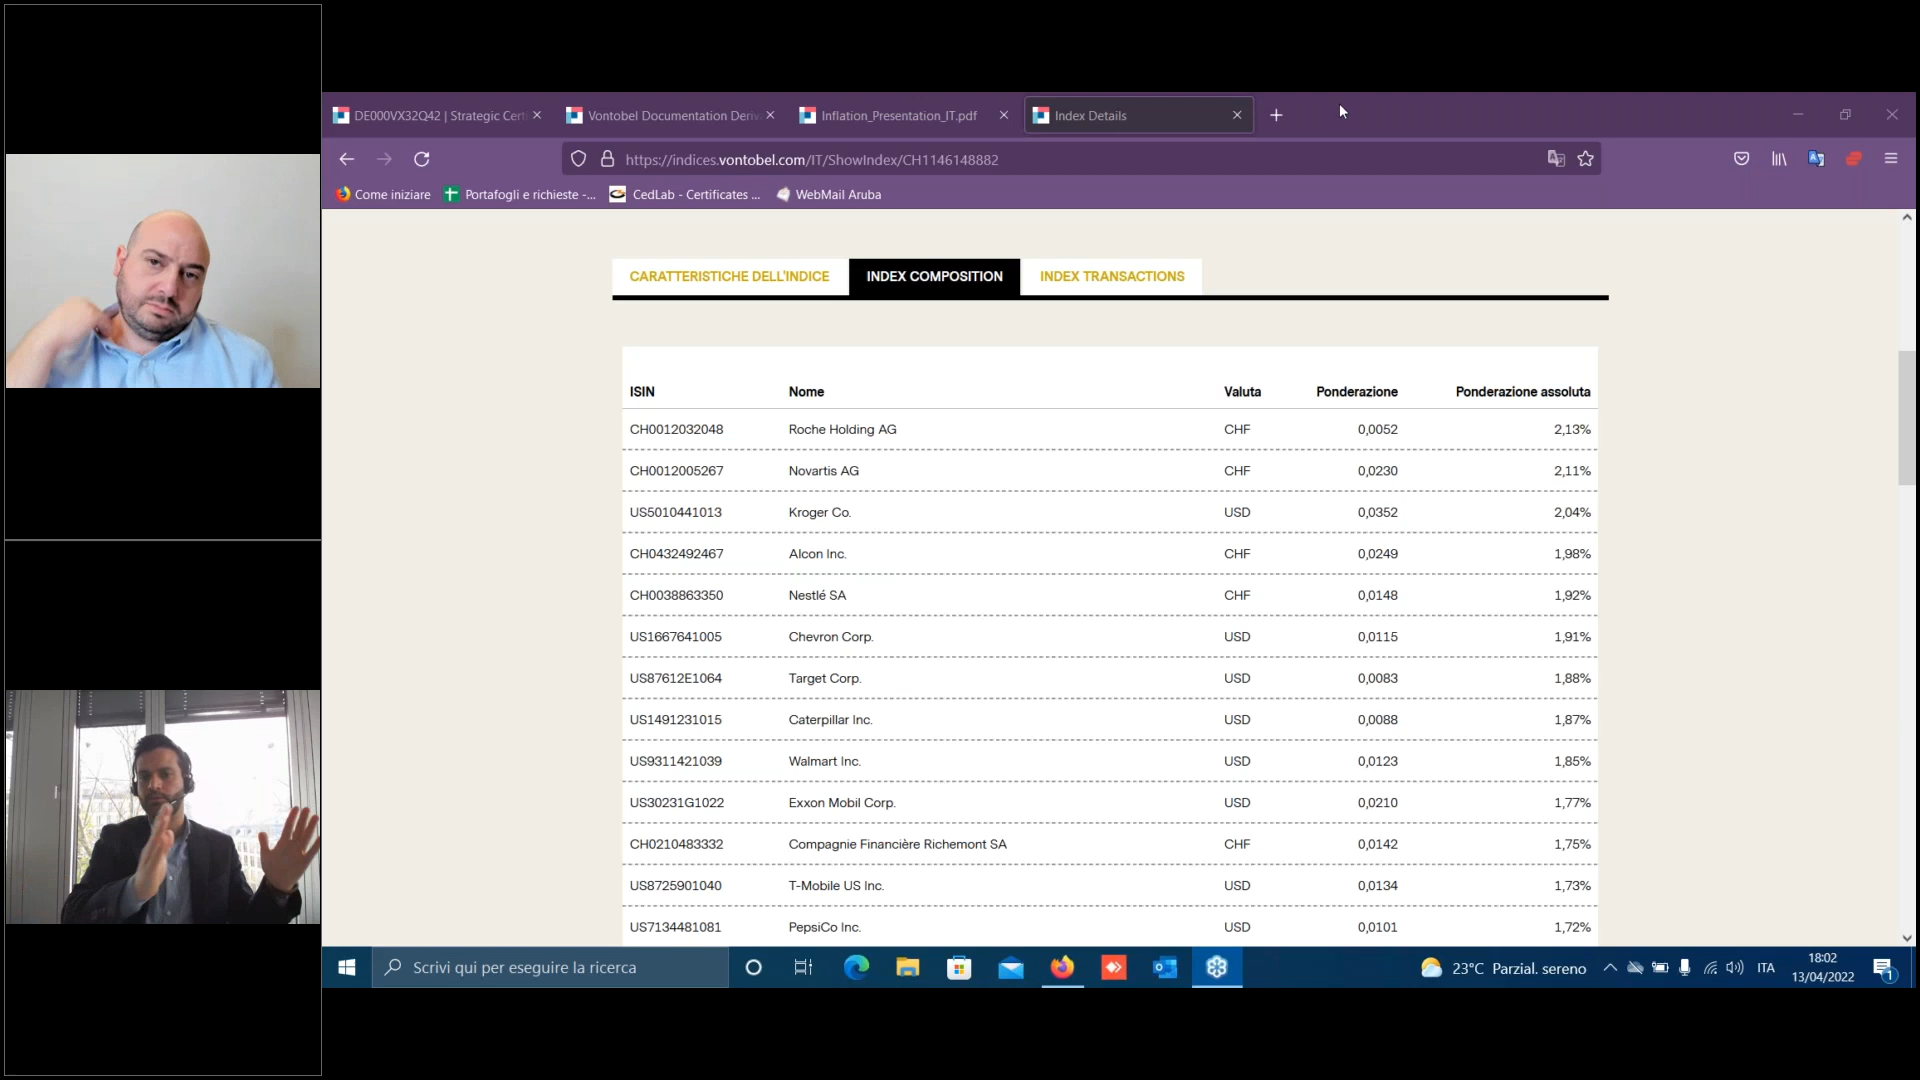 DE000VX32Q42 | Strategic Certi
Vontobel Documentation Deriv
Inflation_Presentation_IT.pdf
Index Details
https://indices.vontobel.com/IT/ShowIndex/CH1146148882
Come iniziare
Portafogli e richieste -...
CedLab - Certificates ...
WebMail Aruba
CARATTERISTICHE DELL'INDICE
INDEX COMPOSITION
INDEX TRANSACTIONS
ISIN Nome Valuta Ponderazione Ponderazione assoluta
CH0012032048 Roche Holding AG CHF 0,0052 2,13%
CH0012005267 Novartis AG CHF 0,0230 2,11%
US5010441013 Kroger Co. USD 0,0352 2,04%
CH0432492467 Alcon Inc. CHF 0,0249 1,98%
CH0038863350 Nestlé SA CHF 0,0148 1,92%
US1667641005 Chevron Corp. USD 0,0115 1,91%
US87612E1064 Target Corp. USD 0,0083 1,88%
US1491231015 Caterpillar Inc. USD 0,0088 1,87%
US9311421039 Walmart Inc. USD 0,0123 1,85%
US30231G1022 Exxon Mobil Corp. USD 0,0210 1,77%
CH0210483332 Compagnie Financière Richemont SA CHF 0,0142 1,75%
US8725901040 T-Mobile US Inc. USD 0,0134 1,73%
US7134481081 PepsiCo Inc. USD 0,0101 1,72%
Scrivi qui per eseguire la ricerca
23°C Parzial. sereno
ITA
18:02
13/04/2022
1